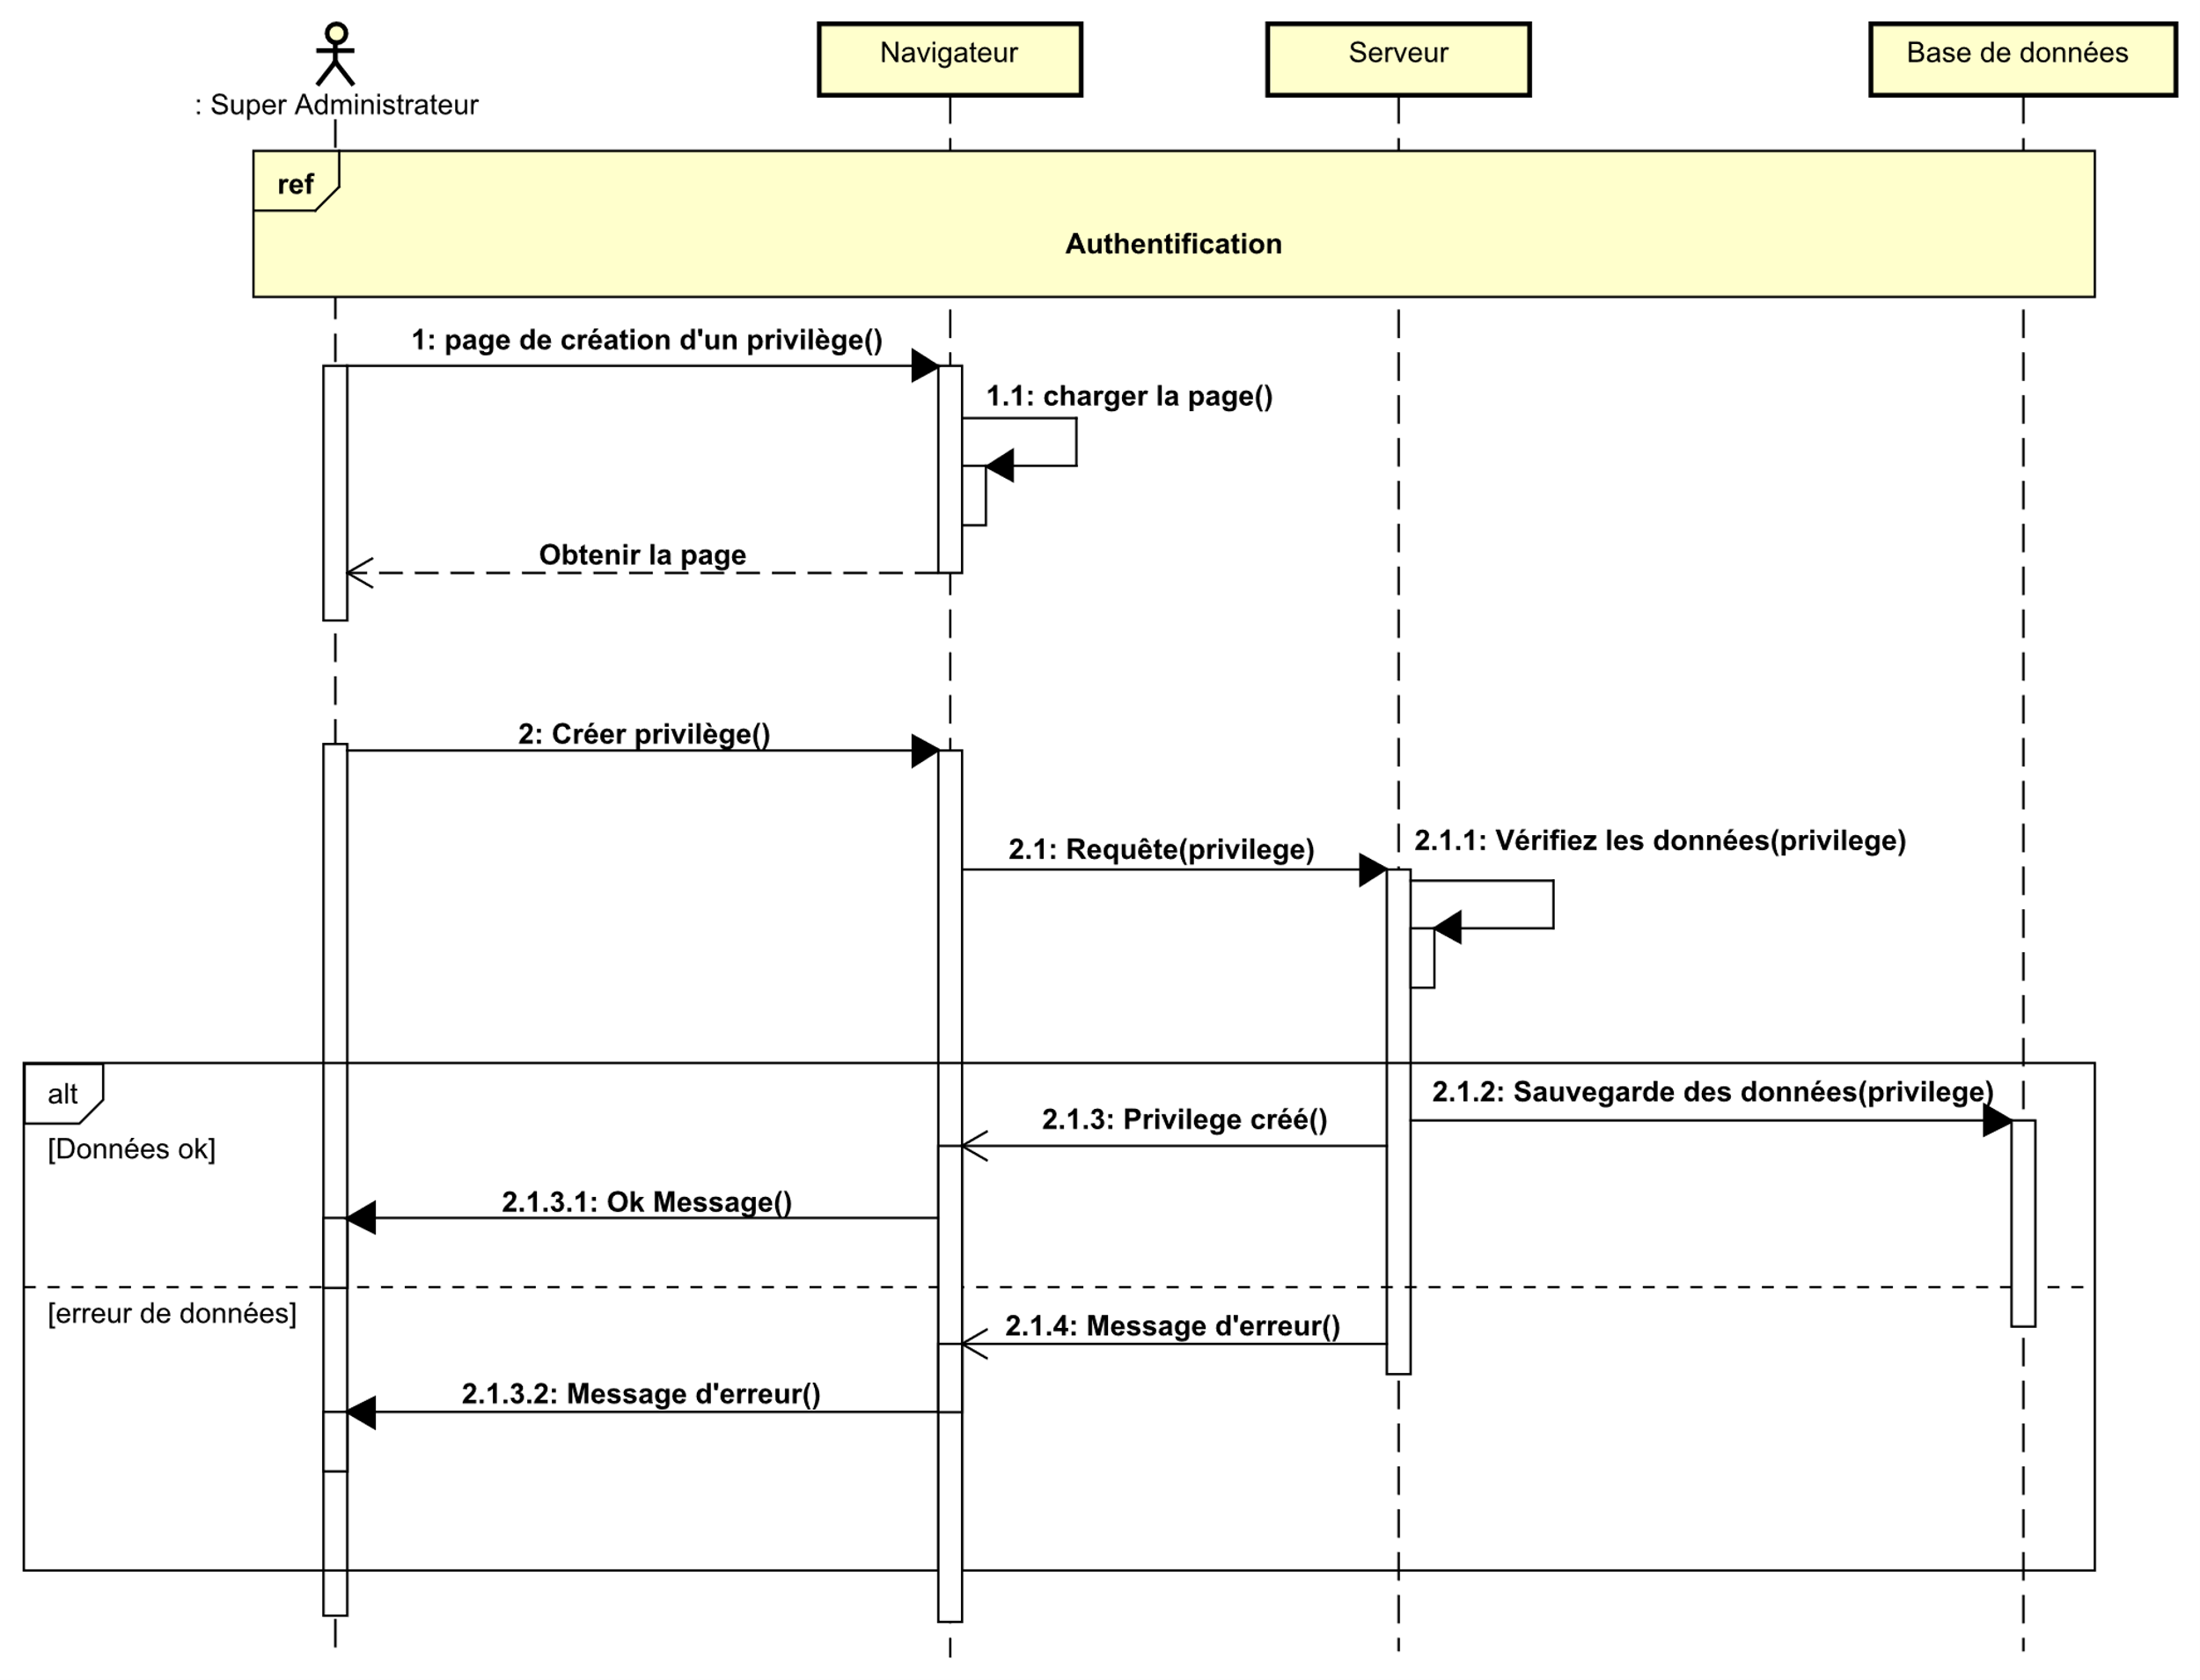 : Super Administrateur
Navigateur
Serveur
Base de données
ref
Authentification
1: page de création d'un privilège()
1.1: charger la page()
Obtenir la page
2: Créer privilège()
2.1: Requête(privilege)
2.1.1: Vérifiez les données(privilege)
alt
2.1.2: Sauvegarde des données(privilege)
2.1.3: Privilege créé()
[Données ok]
2.1.3.1: Ok Message()
[erreur de données]
2.1.4: Message d'erreur()
2.1.3.2: Message d'erreur()